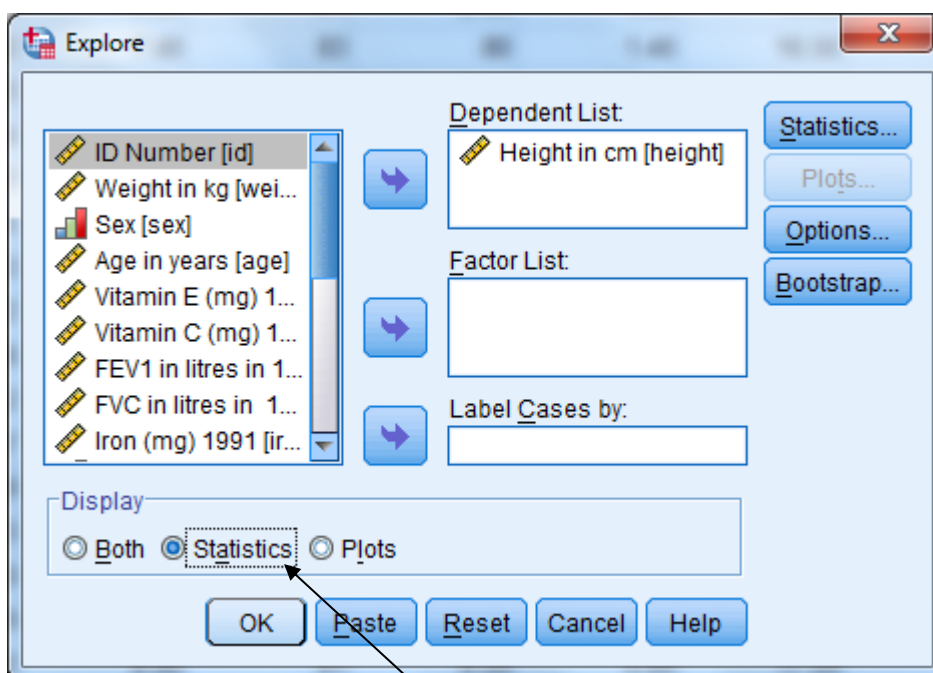 Explore
ID Number [id]
Weight in kg [wei...
Sex [sex]
Age in years [age]
Vitamin E (mg) 1...
Vitamin C (mg) 1...
FEV1 in litres in 1...
FVC in litres in 1...
Iron (mg) 1991 [ir...
Dependent List:
Height in cm [height]
Factor List:
Label Cases by:
Statistics...
Plots...
Options...
Bootstrap...
Display
Both Statistics Plots
OK Paste Reset Cancel Help